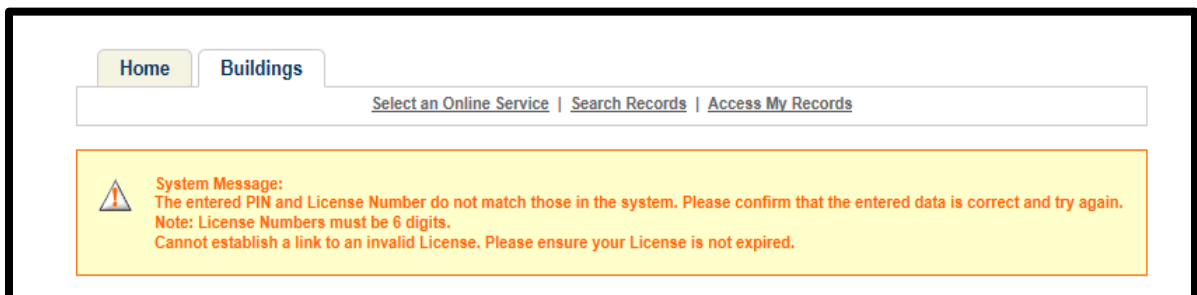 Home Buildings
Select an Online Service | Search Records | Access My Records
System Message:
The entered PIN and License Number do not match those in the system. Please confirm that the entered data is correct and try again.
Note: License Numbers must be 6 digits.
Cannot establish a link to an invalid License. Please ensure your License is not expired.